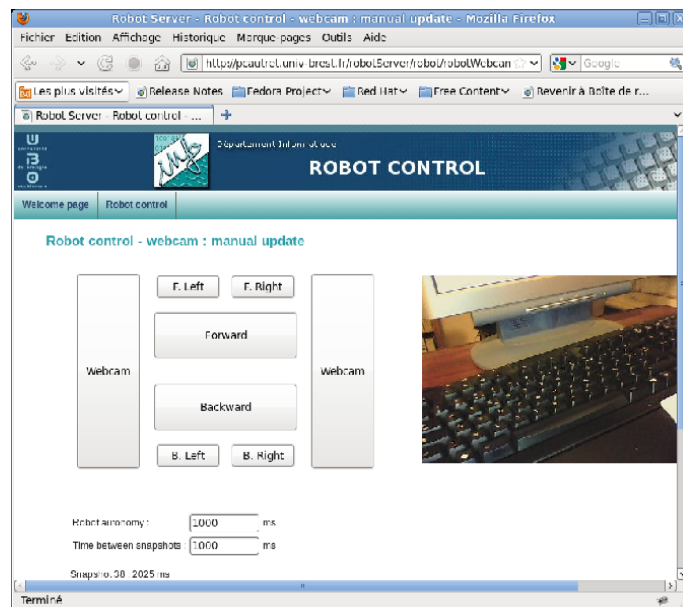 Robot Server - Robot control - webcam : manual update - Mozilla Firefox
Fichier Edition Affichage Historique Marque-pages Outils Aide
http://pcautret.univ-brest.fr/robotServer/robot/robotWebcan
Google
Les plus visités Release Notes Fedora Project Red Hat Free Content Revenir à Boîte de r...
Robot Server - Robot control - ...
U
B
O
info
Département Informatique
ROBOT CONTROL
Welcome page Robot control
Robot control - webcam : manual update
F. Left F. Right
Forward
Webcam Webcam
Backward
B. Left B. Right
Robot autonomy : 1000 ms
Time between snapshots : 1000 ms
Snapshot 38 2025 ms
Terminé